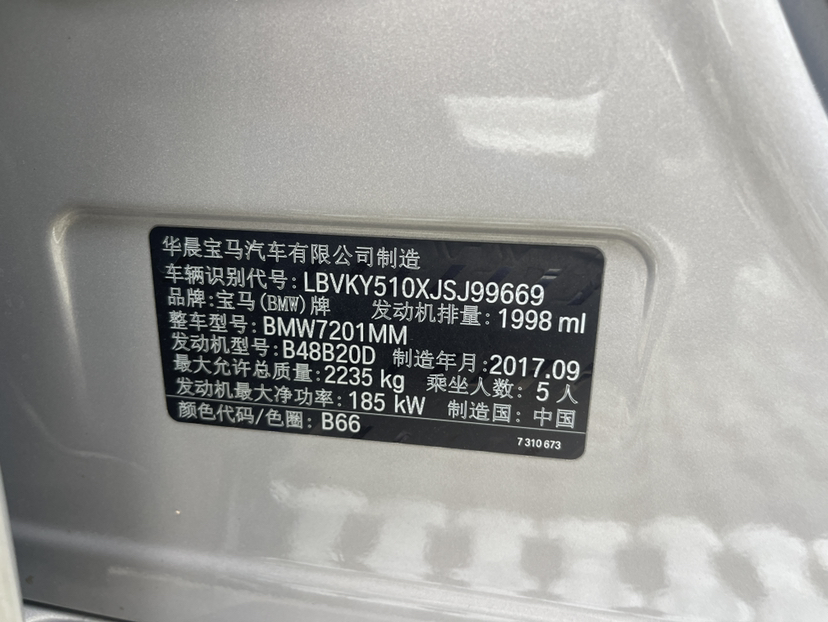 华晨宝马汽车有限公司制造
车辆识别代号: LBVKY510XJSJ99669
品牌: 宝马(BMW)牌 发动机排量: 1998 ml
整车型号: BMW7201MM
发动机型号: B48B20D 制造年月: 2017.09
最大允许总质量: 2235 kg 乘坐人数: 5 人
发动机最大净功率: 185 kW 制造国: 中国
颜色代码/色圈: B66
7 310 673